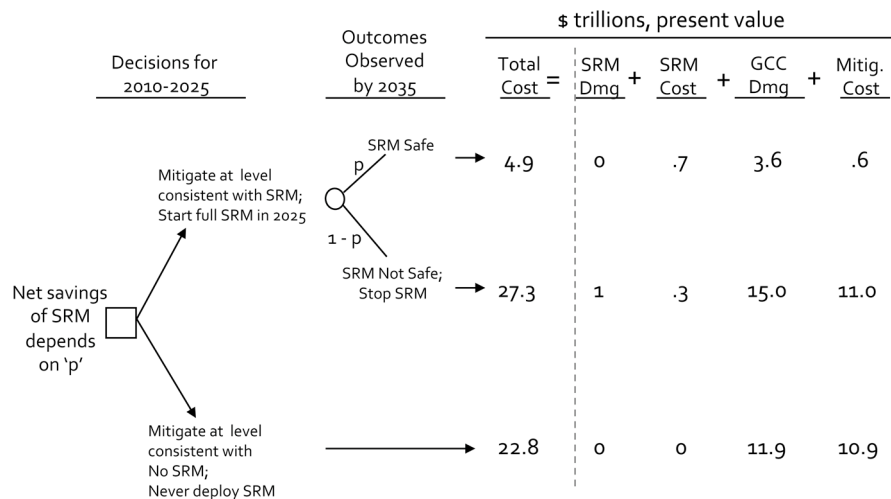 $ trillions, present value
Decisions for
2010-2025
Outcomes
Observed
by 2035
Total
Cost
=
SRM
Dmg
+
SRM
Cost
+
GCC
Dmg
+
Mitig.
Cost
SRM Safe
p
4.9 0 .7 3.6 .6
Mitigate at level
consistent with SRM;
Start full SRM in 2025
1 - p
SRM Not Safe;
Stop SRM
27.3 1 .3 15.0 11.0
Net savings
of SRM
depends
on ‘p’
Mitigate at level
consistent with
No SRM;
Never deploy SRM
22.8 0 0 11.9 10.9